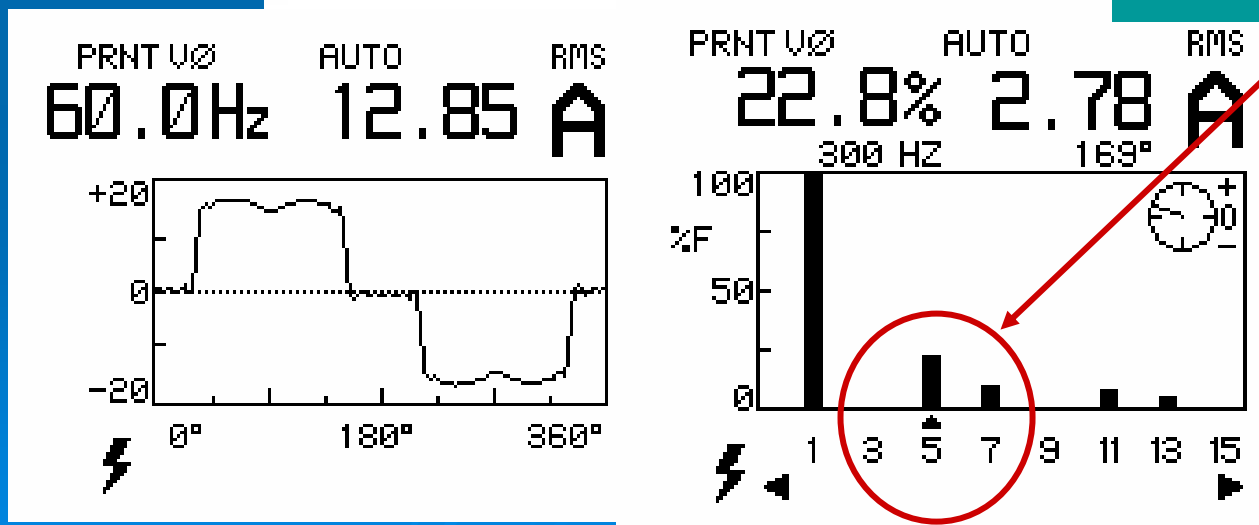 PRNT VØ AUTO RMS
60.0Hz 12.85 A
+20
0
-20
0° 180° 360°
PRNT VØ AUTO RMS
22.8% 2.78 A
300 HZ 169°
100
%F
50
0
+
0
-
1 3 5 7 9 11 13 15